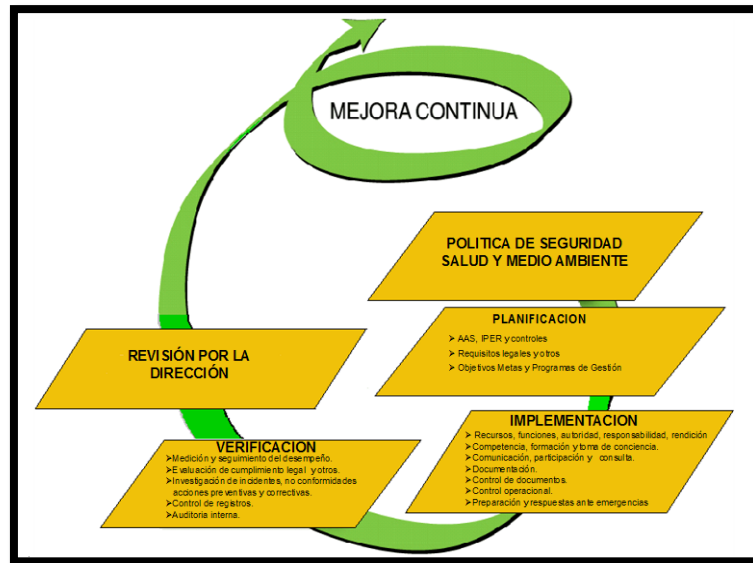 MEJORA CONTINUA
POLITICA DE SEGURIDAD
SALUD Y MEDIO AMBIENTE
PLANIFICACION
➢ AAS, IPER y controles
➢ Requisitos legales y otros
➢ Objetivos Metas y Programas de Gestión
IMPLEMENTACION
➢ Recursos, funciones, autoridad, responsabilidad, rendición
➢ Competencia, formación y toma de conciencia.
➢ Comunicación, participación y consulta.
➢ Documentación.
➢ Control de documentos.
➢ Control operacional.
➢ Preparación y respuestas ante emergencias
VERIFICACION
➢ Medición y seguimiento del desempeño.
➢ Evaluación de cumplimiento legal y otros.
➢ Investigación de incidentes, no conformidades
acciones preventivas y correctivas.
➢ Control de registros.
➢ Auditoria interna.
REVISIÓN POR LA
DIRECCIÓN